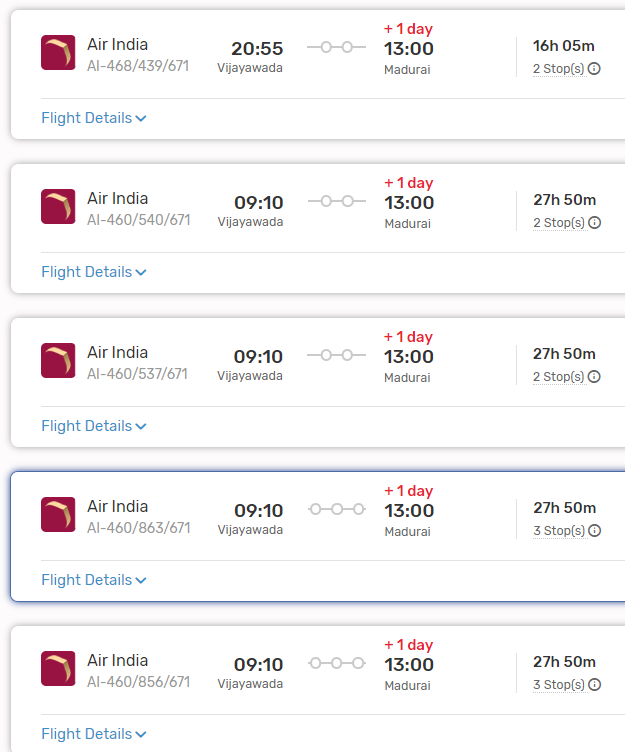 Air India
AI-468/439/671
20:55
Vijayawada
+ 1 day
13:00
Madurai
16h 05m
2 Stop(s)
Flight Details
Air India
AI-460/540/671
09:10
Vijayawada
+ 1 day
13:00
Madurai
27h 50m
2 Stop(s)
Flight Details
Air India
AI-460/537/671
09:10
Vijayawada
+ 1 day
13:00
Madurai
27h 50m
2 Stop(s)
Flight Details
Air India
AI-460/863/671
09:10
Vijayawada
+ 1 day
13:00
Madurai
27h 50m
3 Stop(s)
Flight Details
Air India
AI-460/856/671
09:10
Vijayawada
+ 1 day
13:00
Madurai
27h 50m
3 Stop(s)
Flight Details